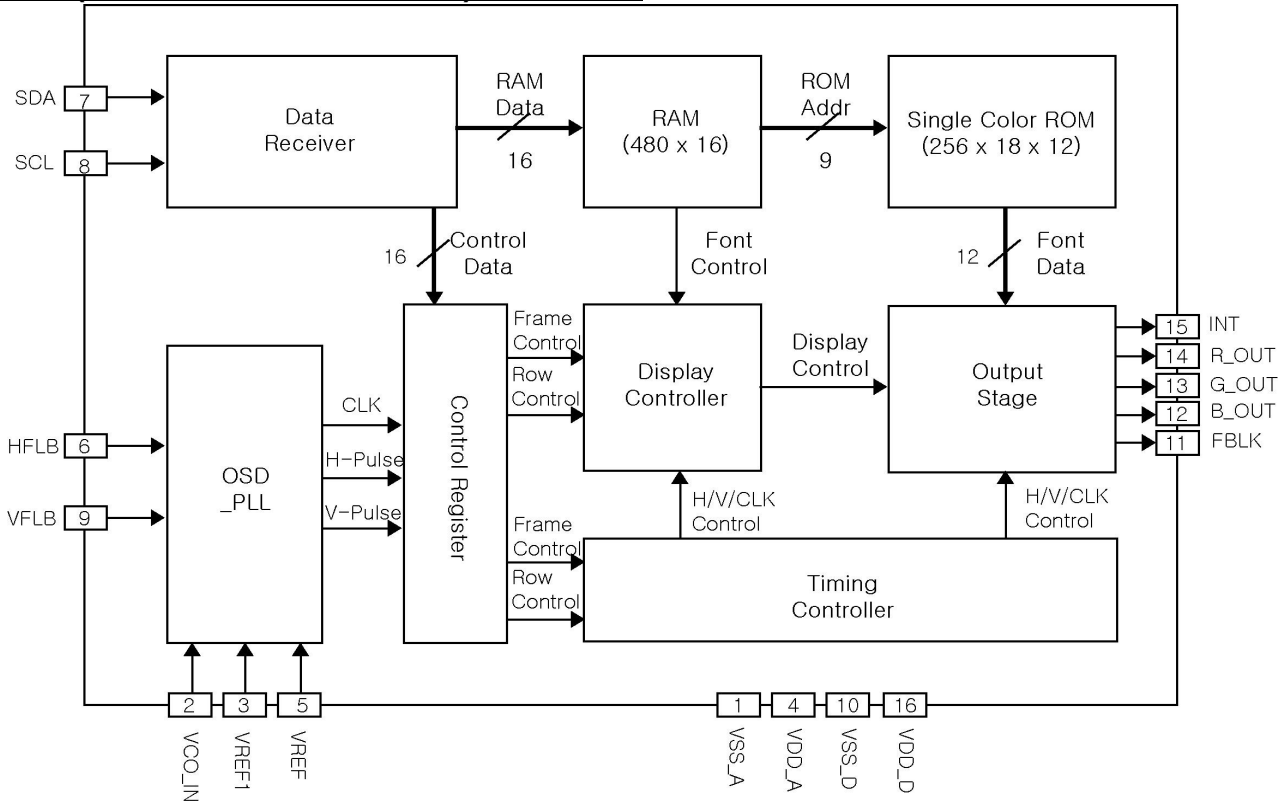 SDA
7
SCL
8
Data
Receiver
RAM
Data
16
RAM
(480 x 16)
ROM
Addr
9
Single Color ROM
(256 x 18 x 12)
16
Control
Data
Font
Control
12
Font
Data
HFLB
6
VFLB
9
OSD
_PLL
CLK
H-Pulse
V-Pulse
Control Register
Frame
Control
Row
Control
Display
Controller
Display
Control
Output
Stage
15
INT
14
R_OUT
13
G_OUT
12
B_OUT
11
FBLK
H/V/CLK
Control
H/V/CLK
Control
Frame
Control
Row
Control
Timing
Controller
2
3
5
1
4
10
16
VCO_IN
VREF1
VREF
VSS_A
VDD_A
VSS_D
VDD_D